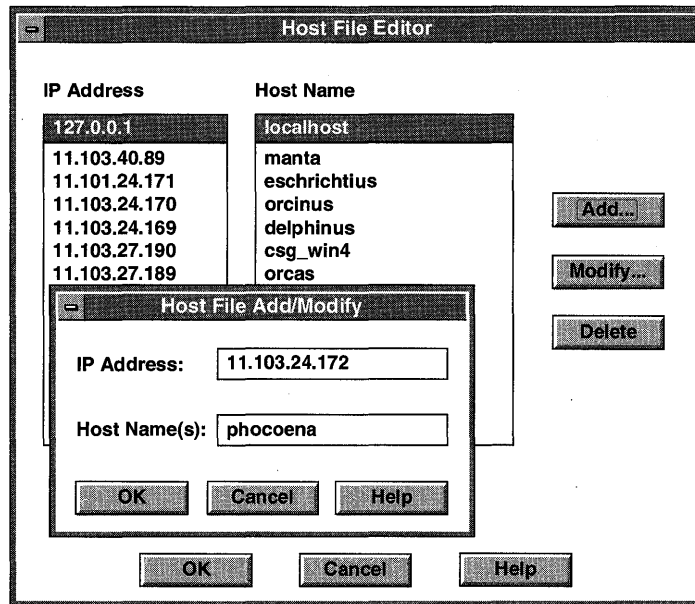 Host File Editor
IP Address Host Name
127.0.0.1 localhost
11.103.40.89 manta
11.101.24.171 eschrichtius
11.103.24.170 orcinus
11.103.24.169 delphinus
11.103.27.190 csg_win4
11.103.27.189 orcas
Add...
Modify...
Delete
Host File Add/Modify
IP Address: 11.103.24.172
Host Name(s): phocoena
OK Cancel Help
OK Cancel Help